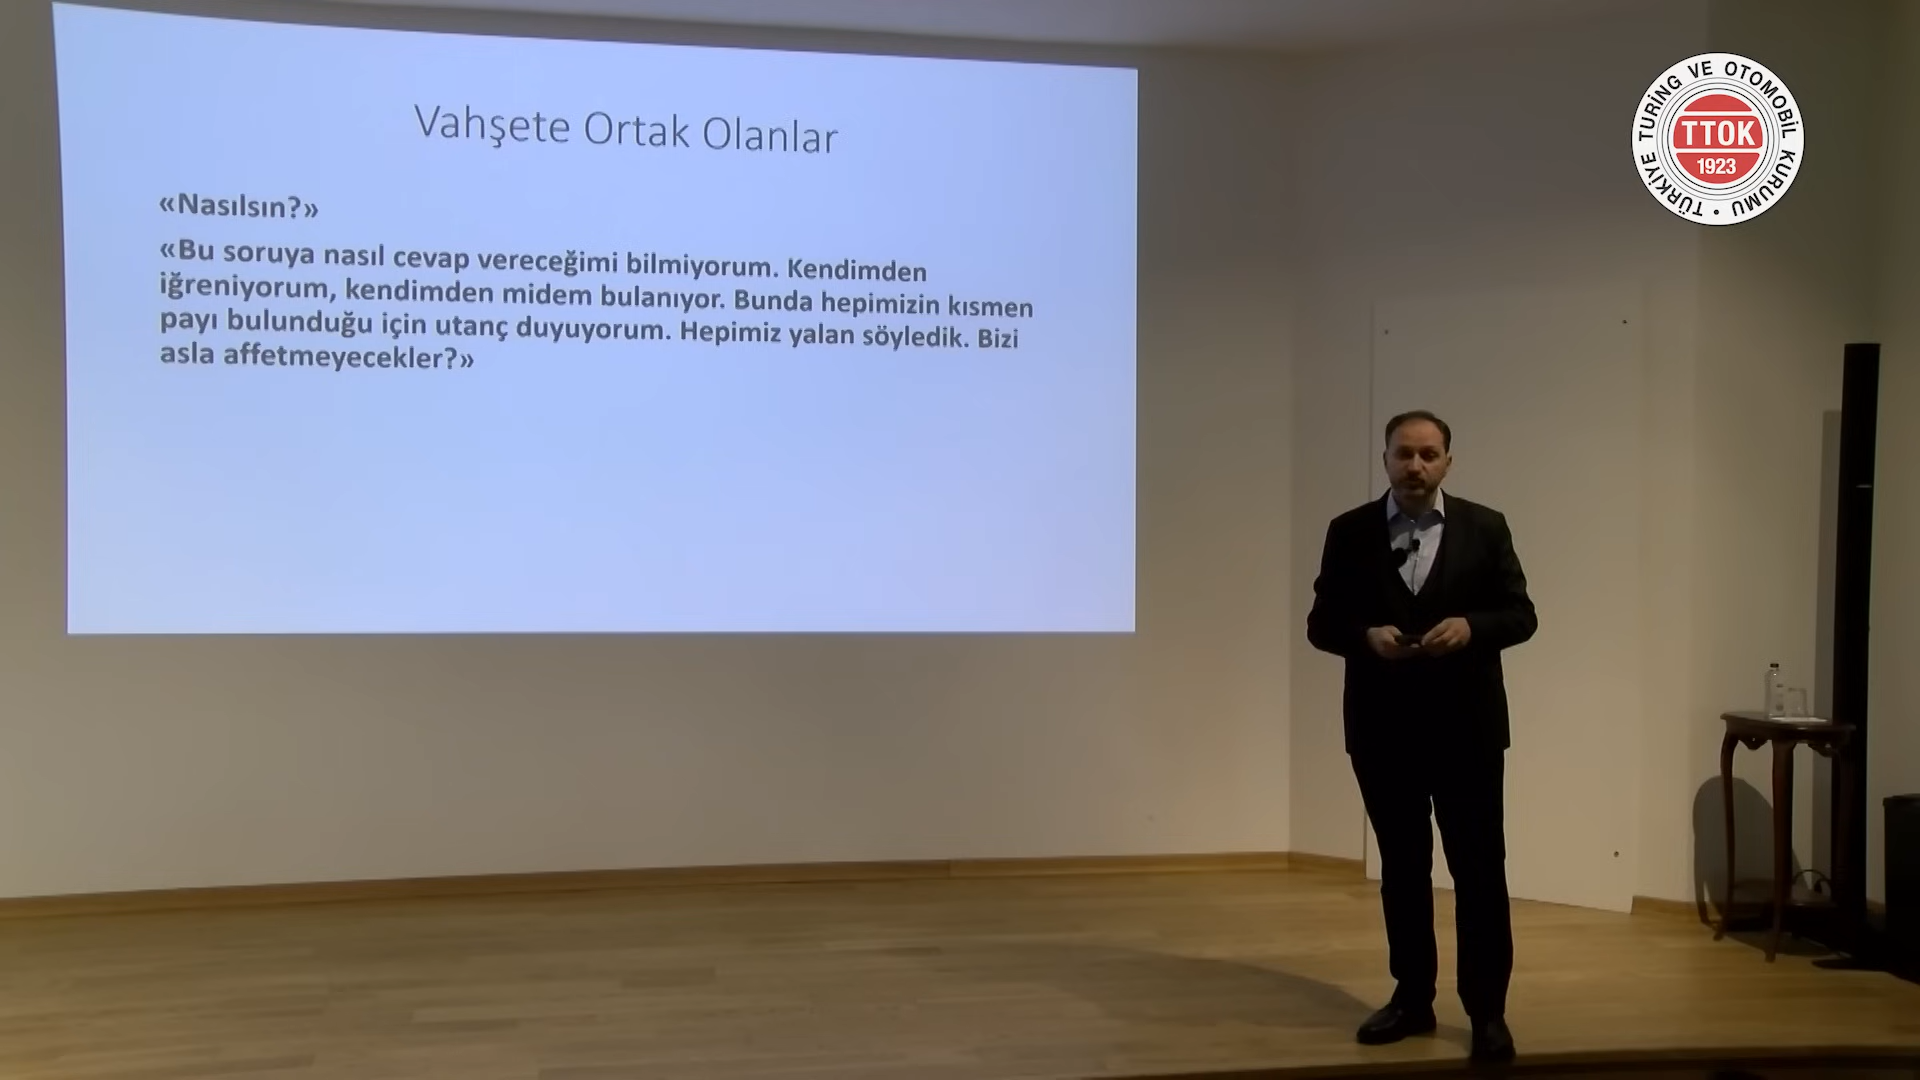 Vahşete Ortak Olanlar
«Nasılsın?»
«Bu soruya nasıl cevap vereceğimi bilmiyorum. Kendimden
iğreniyorum, kendimden midem bulanıyor. Bunda hepimizin kısmen
payı bulunduğu için utanç duyuyorum. Hepimiz yalan söyledik. Bizi
asla affetmeyecekler?»
TÜRKİYE TURİNG VE OTOMOBİL KURUMU •
TTOK
1923